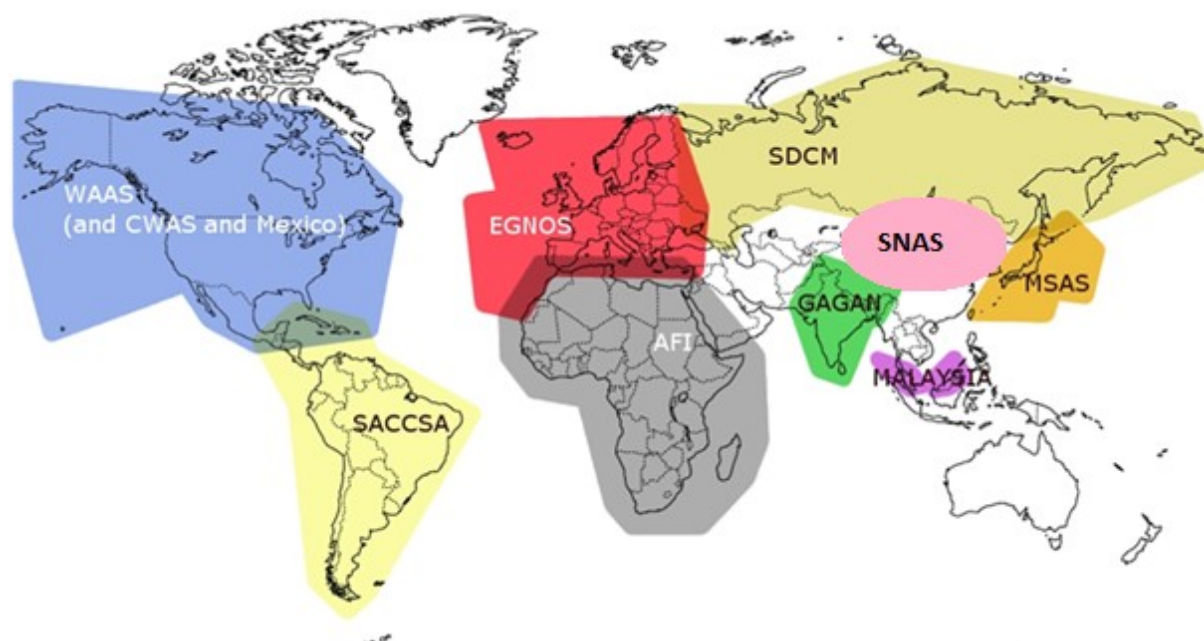 SDCM
WAAS
(and CWAS and Mexico)
EGNOS
SNAS
MSAS
GAGAN
AFI
MALAYSIA
SACCSA